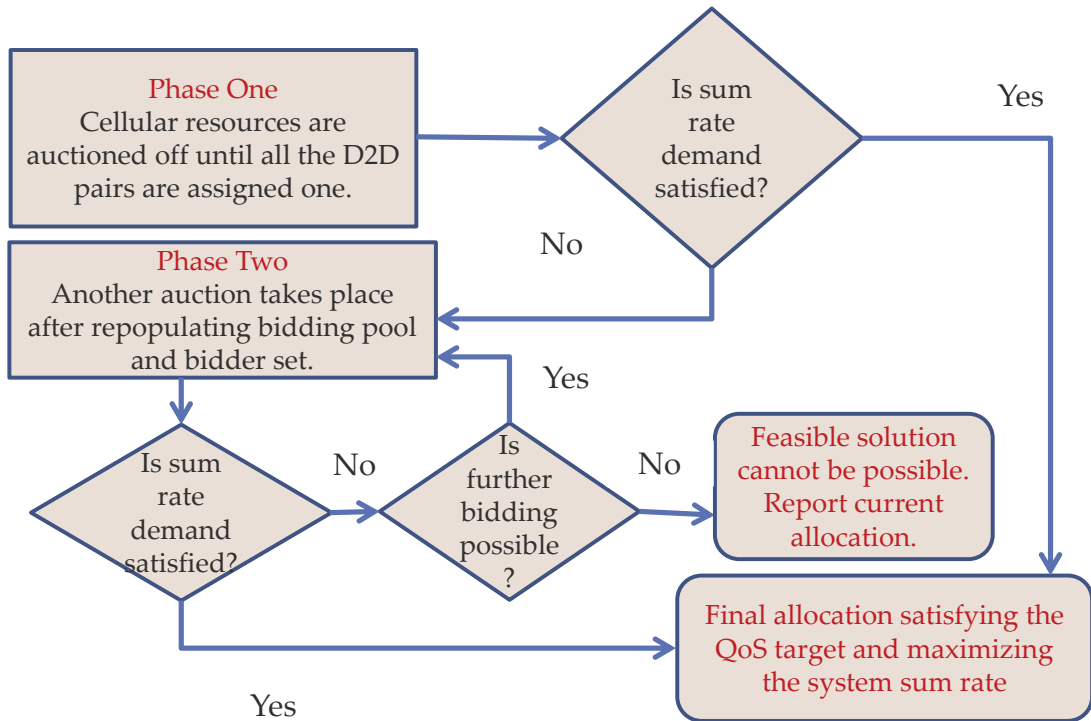 Phase One
Cellular resources are
auctioned off until all the D2D
pairs are assigned one.
Is sum
rate
demand
satisfied?
Yes
No
Phase Two
Another auction takes place
after repopulating bidding pool
and bidder set.
Yes
Is sum
rate
demand
satisfied?
No
Is
further
bidding
possible
?
No
Feasible solution
cannot be possible.
Report current
allocation.
Final allocation satisfying the
QoS target and maximizing
the system sum rate
Yes